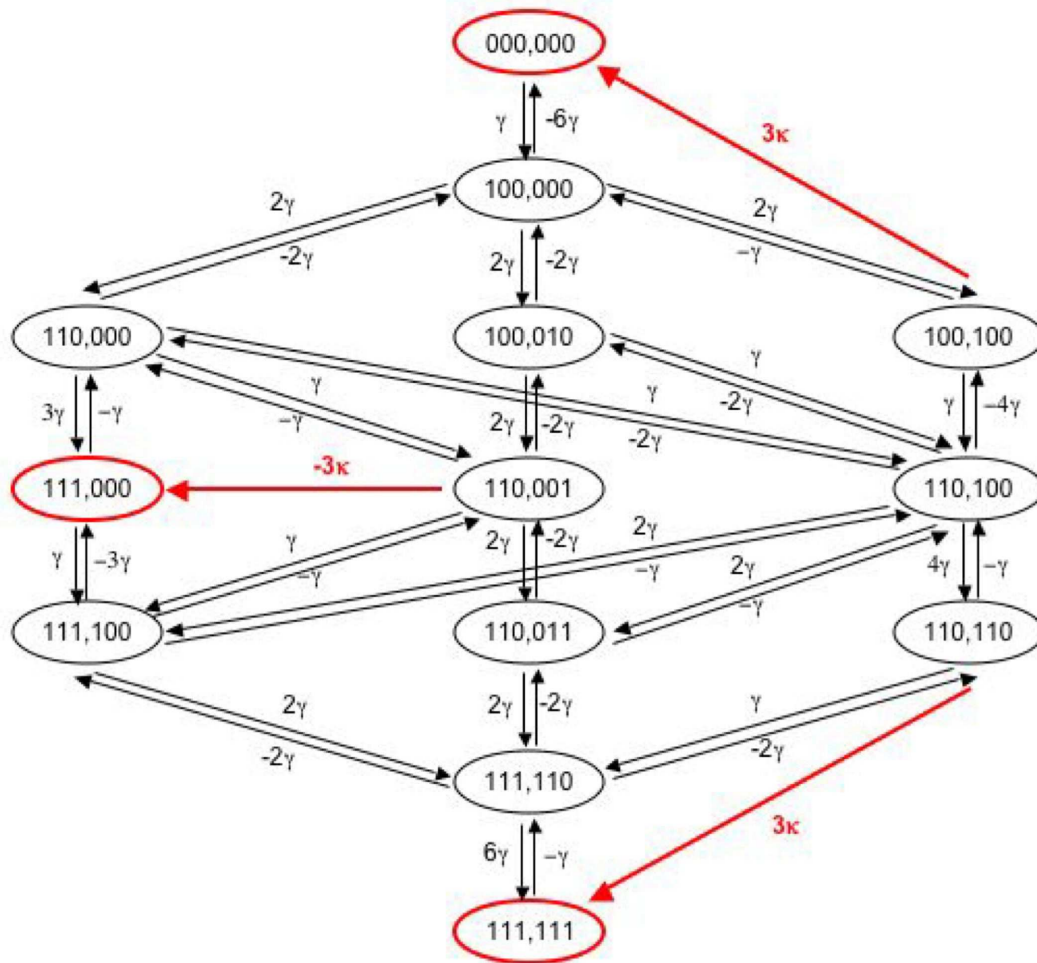 000,000
γ -6γ
3κ
100,000
2γ 2γ
-2γ 2γ -2γ −γ
110,000 100,010 100,100
γ γ
3γ −γ −γ 2γ -2γ γ -2γ γ −4γ
-2γ
-3κ
111,000 110,001 110,100
γ 2γ
γ −3γ −γ 2γ -2γ −γ 2γ 4γ −γ
−γ
111,100 110,011 110,110
2γ 2γ -2γ γ
-2γ -2γ
111,110
3κ
6γ −γ
111,111